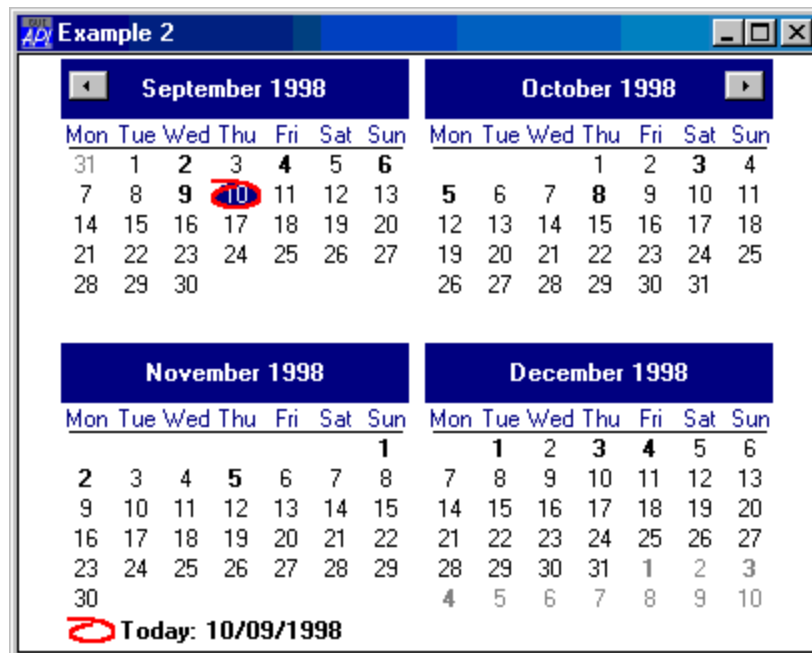 GUI API Example 2
September 1998
Mon Tue Wed Thu Fri Sat Sun
31 1 2 3 4 5 6
7 8 9 10 11 12 13
14 15 16 17 18 19 20
21 22 23 24 25 26 27
28 29 30
October 1998
Mon Tue Wed Thu Fri Sat Sun
1 2 3 4
5 6 7 8 9 10 11
12 13 14 15 16 17 18
19 20 21 22 23 24 25
26 27 28 29 30 31
November 1998
Mon Tue Wed Thu Fri Sat Sun
1
2 3 4 5 6 7 8
9 10 11 12 13 14 15
16 17 18 19 20 21 22
23 24 25 26 27 28 29
30
December 1998
Mon Tue Wed Thu Fri Sat Sun
1 2 3 4 5 6
7 8 9 10 11 12 13
14 15 16 17 18 19 20
21 22 23 24 25 26 27
28 29 30 31 1 2 3
4 5 6 7 8 9 10
Today: 10/09/1998